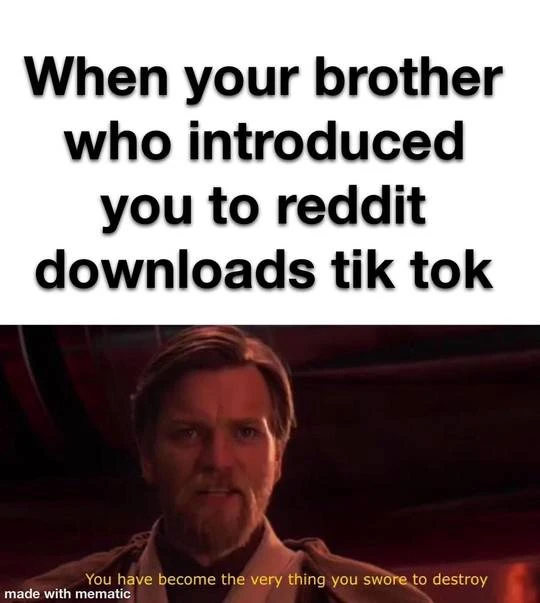 When your brother
who introduced
you to reddit
downloads tik tok
You have become the very thing you swore to destroy
made with mematic